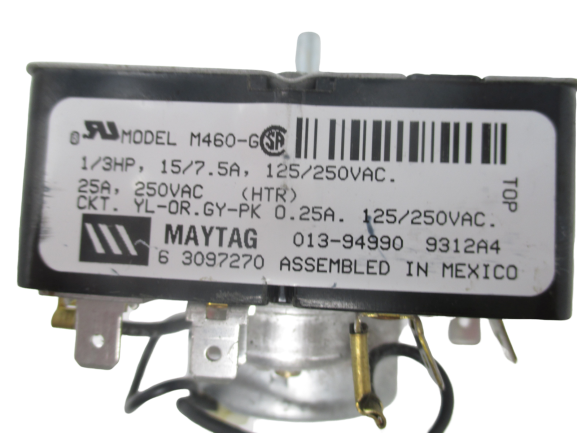 MODEL M460-G
1/3HP, 15/7.5A, 125/250VAC.
25A, 250VAC (HTR)
CKT. YL-OR.GY-PK 0.25A. 125/250VAC.
MAYTAG 013-94990 9312A4
6 3097270 ASSEMBLED IN MEXICO
TOP